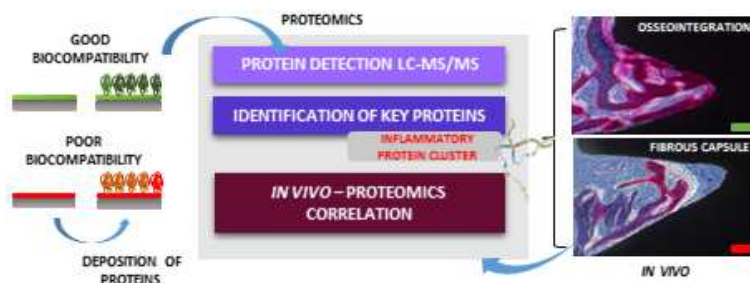 PROTEOMICS
GOOD
BIOCOMPATIBILITY
POOR
BIOCOMPATIBILITY
DEPOSITION OF
PROTEINS
PROTEIN DETECTION LC-MS/MS
IDENTIFICATION OF KEY PROTEINS
INFLAMMATORY
PROTEIN CLUSTER
IN VIVO – PROTEOMICS
CORRELATION
OSSEOINTEGRATION
FIBROUS CAPSULE
IN VIVO